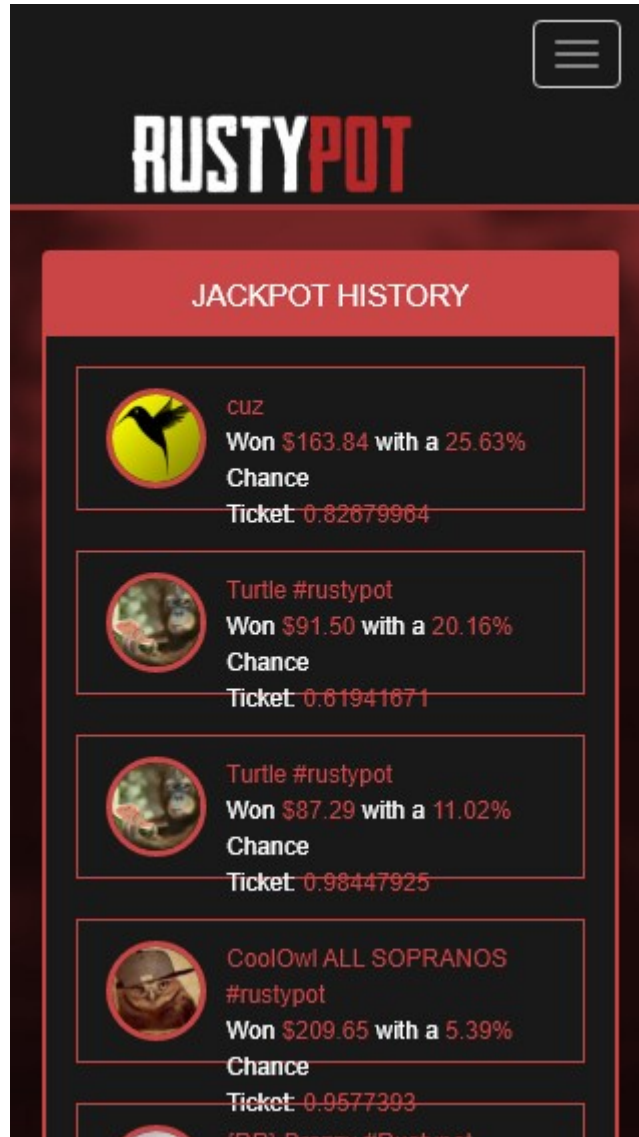 RUSTYPOT
JACKPOT HISTORY
cuz
Won $163.84 with a 25.63%
Chance
Ticket: 0.82679964
Turtle #rustypot
Won $91.50 with a 20.16%
Chance
Ticket: 0.61941671
Turtle #rustypot
Won $87.29 with a 11.02%
Chance
Ticket: 0.98447925
CoolOwl ALL SOPRANOS
#rustypot
Won $209.65 with a 5.39%
Chance
Ticket: 0.9577393